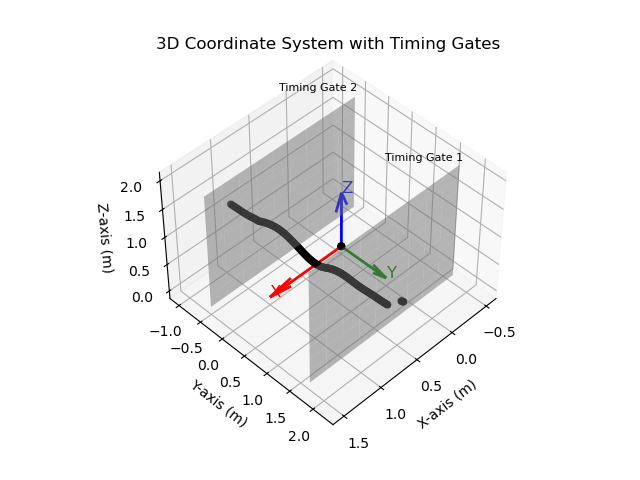 3D Coordinate System with Timing Gates
Timing Gate 2
Timing Gate 1
Z
Y
X
Z-axis (m)
2.0
1.5
1.0
0.5
0.0
Y-axis (m)
−1.0
−0.5
0.0
0.5
1.0
1.5
2.0
X-axis (m)
−0.5
0.0
0.5
1.0
1.5